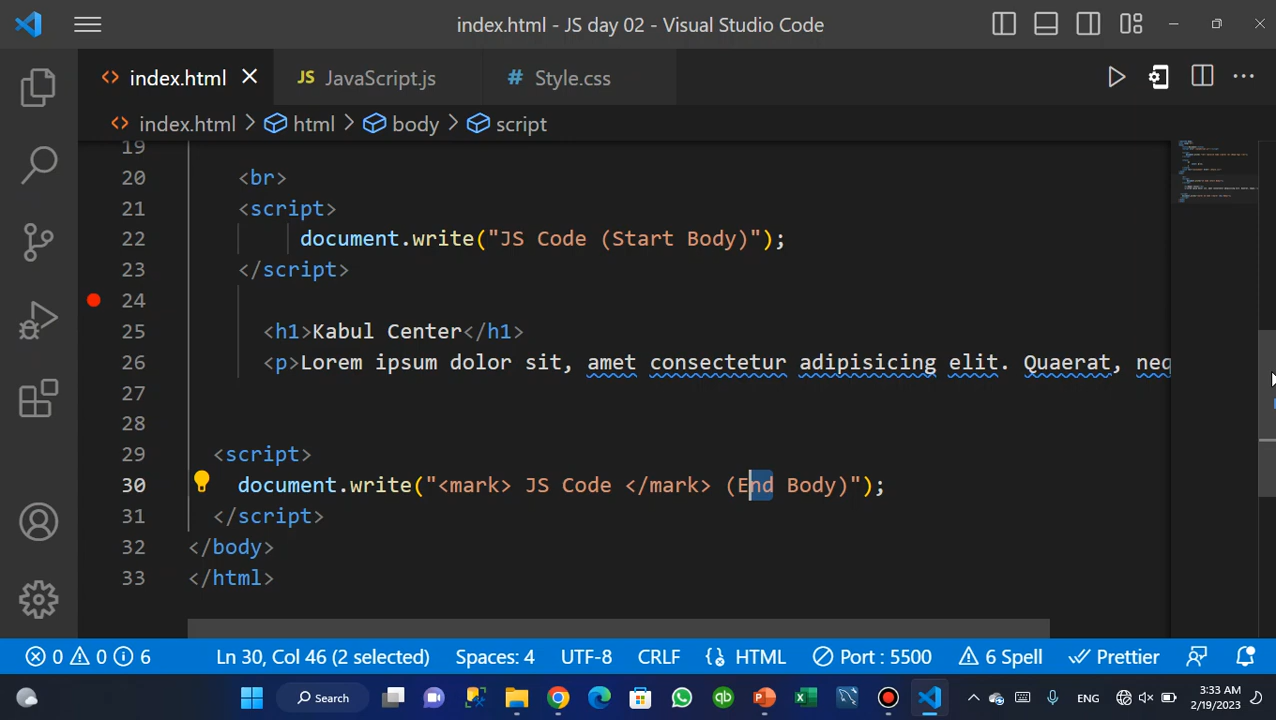 index.html - JS day 02 - Visual Studio Code
index.html JS JavaScript.js # Style.css
index.html > html > body > script
19
20 <br>
21 <script>
22 document.write("JS Code (Start Body)");
23 </script>
24
25 <h1>Kabul Center</h1>
26 <p>Lorem ipsum dolor sit, amet consectetur adipisicing elit. Quaerat, neq
27
28
29 <script>
30 document.write("<mark> JS Code </mark> (End Body)");
31 </script>
32 </body>
33 </html>
0 0 6 Ln 30, Col 46 (2 selected) Spaces: 4 UTF-8 CRLF HTML Port : 5500 6 Spell Prettier
Search ENG 3:33 AM
2/19/2023